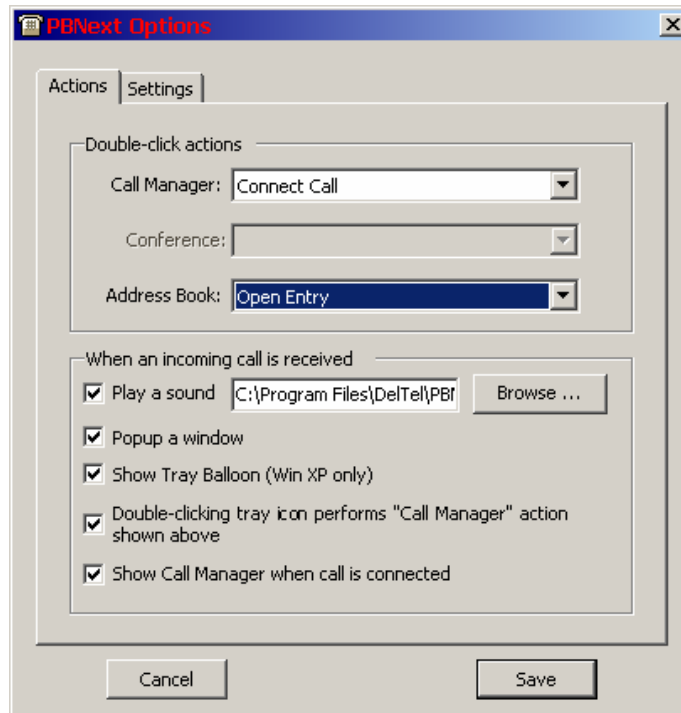 PBNext Options
Actions
Settings
Double-click actions
Call Manager: Connect Call
Conference:
Address Book: Open Entry
When an incoming call is received
Play a sound C:\Program Files\DelTel\PBN Browse ...
Popup a window
Show Tray Balloon (Win XP only)
Double-clicking tray icon performs "Call Manager" action
shown above
Show Call Manager when call is connected
Cancel
Save